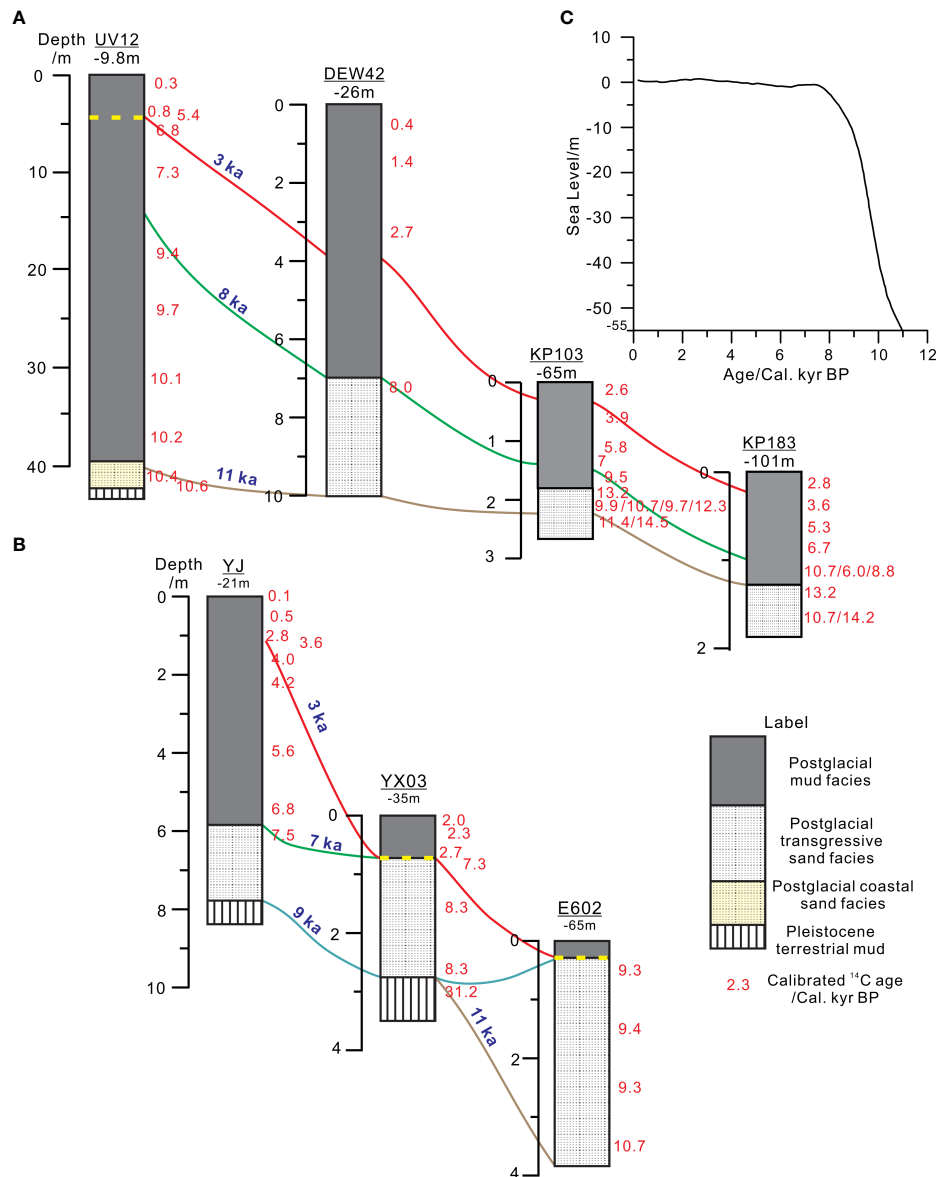 A
Depth
/m
UV12
-9.8m
0
10
20
30
40
0.3
0.8 5.4
6.8
7.3
9.4
9.7
10.1
10.2
10.4
10.6
3 ka
8 ka
11 ka
DEW42
-26m
0
2
4
6
8
10
0.4
1.4
2.7
8.0
KP103
-65m
0
1
2
3
2.6
3.9
5.8
7
9.5
13.2
9.9/10.7/9.7/12.3
11.4/14.5
KP183
-101m
0
2
2.8
3.6
5.3
6.7
10.7/6.0/8.8
13.2
10.7/14.2
C
Sea Level/m
10
0
-10
-20
-30
-40
-50
-55
0 2 4 6 8 10 12
Age/Cal. kyr BP
B
Depth
/m
YJ
-21m
0
2
4
6
8
10
0.1
0.5
2.8 3.6
4.0
4.2
5.6
6.8
7.5
3 ka
7 ka
9 ka
YX03
-35m
0
2
4
2.0
2.3
2.7
7.3
8.3
8.3
31.2
11 ka
E602
-65m
0
2
4
9.3
9.4
9.3
10.7
Label
Postglacial
mud facies
Postglacial
transgressive
sand facies
Postglacial coastal
sand facies
Pleistocene
terrestrial mud
2.3 Calibrated ¹⁴C age
/Cal. kyr BP